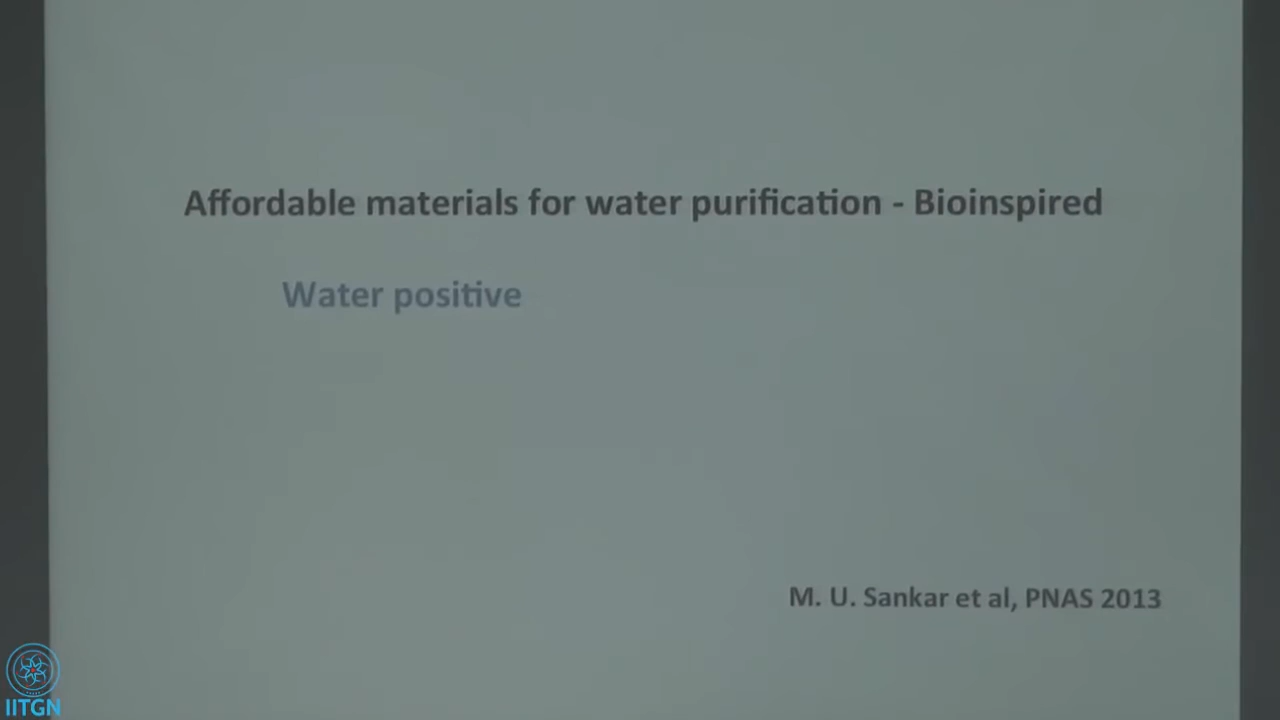 Affordable materials for water purification - Bioinspired
Water positive
M. U. Sankar et al, PNAS 2013
IITGN